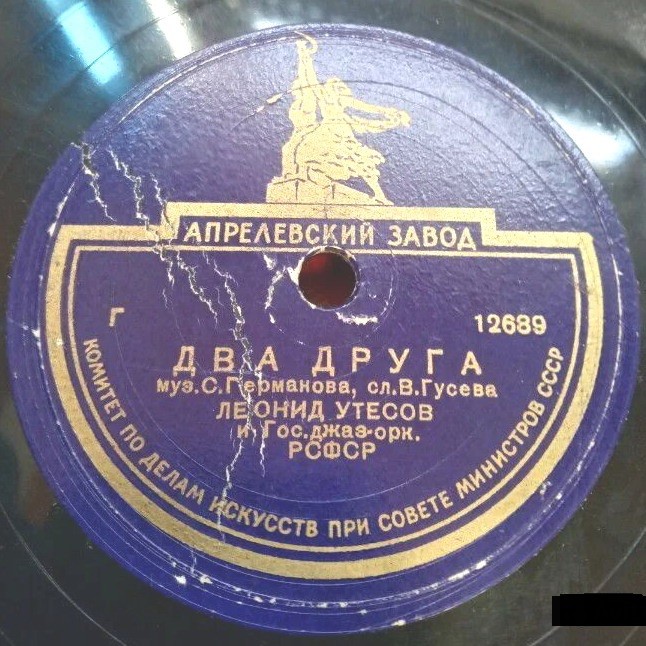 АПРЕЛЕВСКИЙ ЗАВОД
Г 12689
ДВА ДРУГА
муз.С.Германова, сл.В.Гусева
ЛЕОНИД УТЕСОВ
и Гос.джаз-орк.
РСФСР
КОМИТЕТ ПО ДЕЛАМ ИСКУССТВ ПРИ СОВЕТЕ МИНИСТРОВ СССР